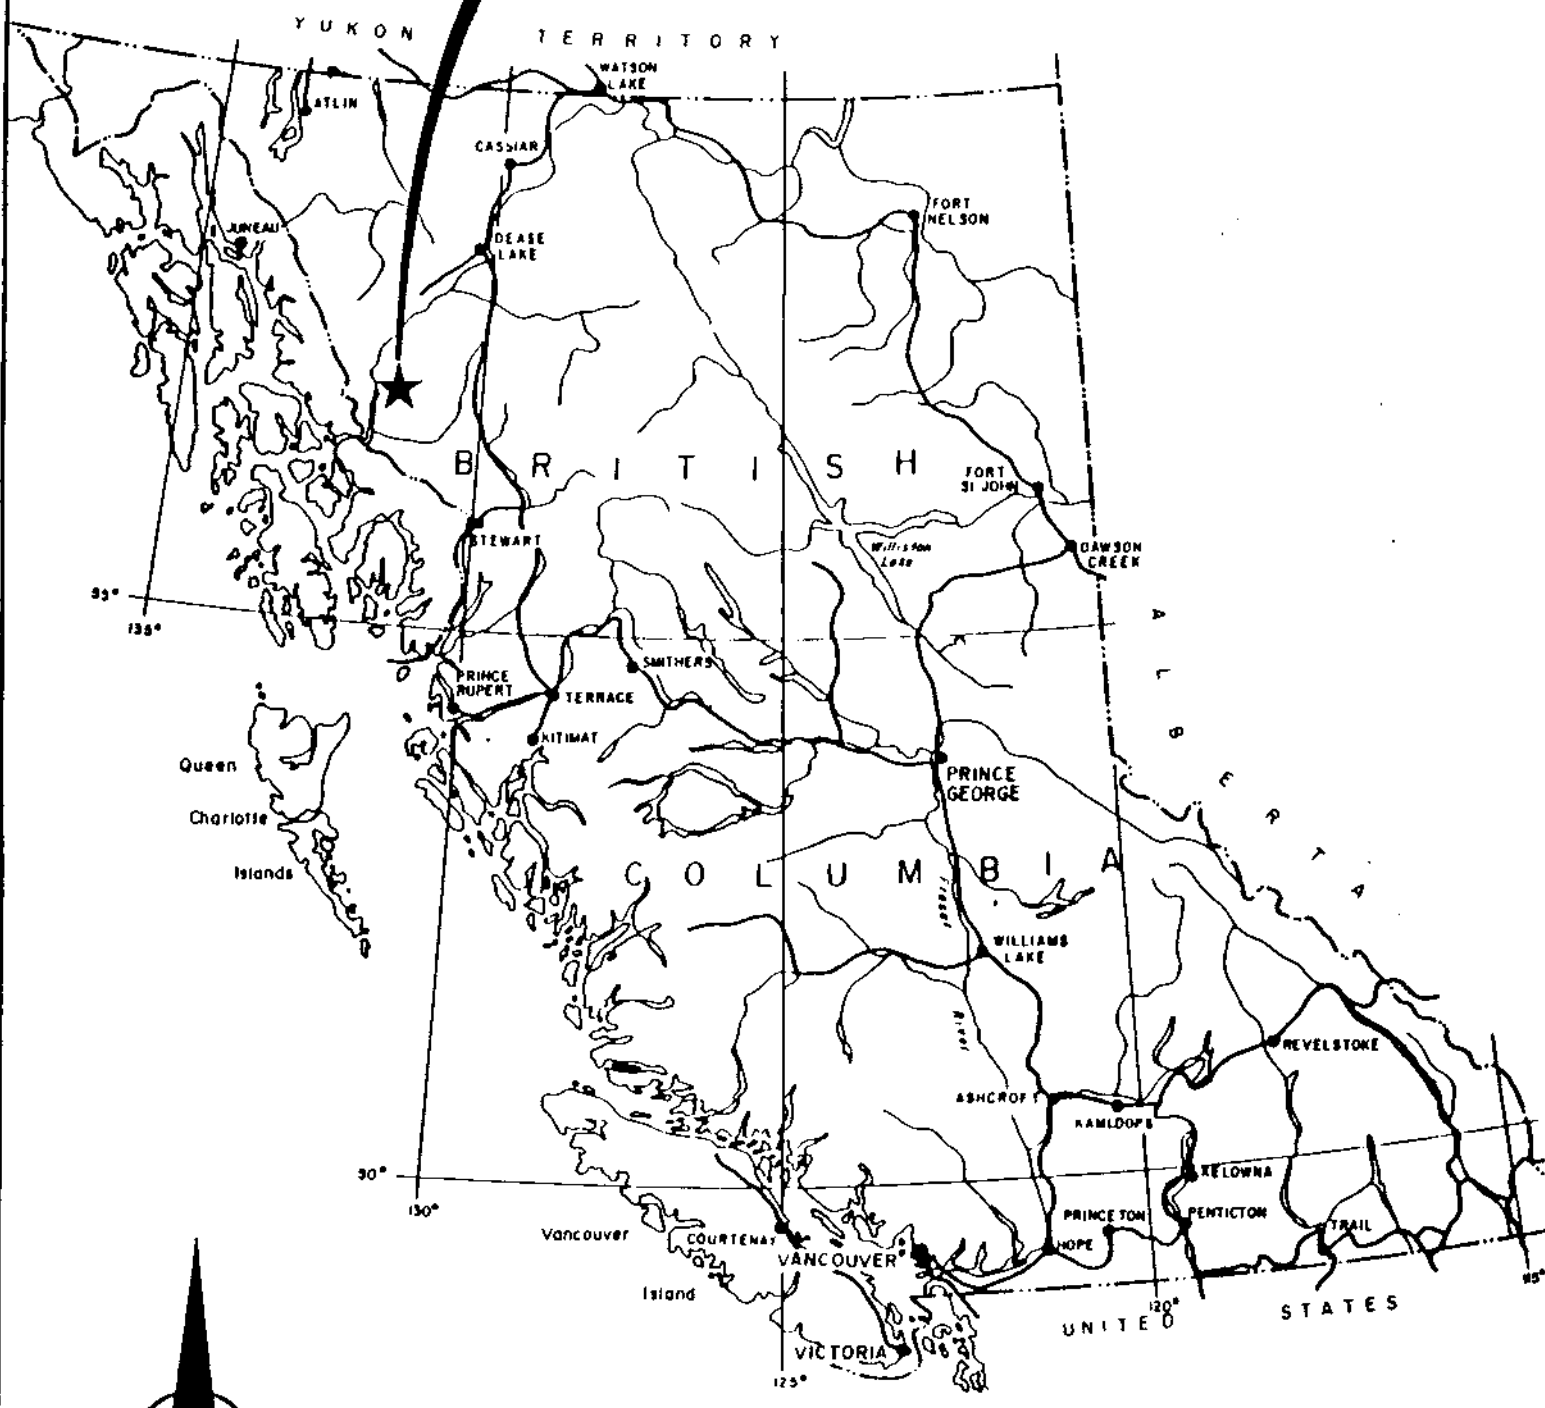 YUKON TERRITORY
WATSON
LAKE
ATLIN
CASSIAR
FORT
NELSON
JUNEAU
DEASE
LAKE
BRITISH
FORT
ST JOHN
STEWART
Williston
Lake
DAWSON
CREEK
55°
135°
ALBERTA
SMITHERS
PRINCE
RUPERT
TERRACE
KITIMAT
Queen
Charlotte
Islands
PRINCE
GEORGE
COLUMBIA
Fraser
River
WILLIAMS
LAKE
REVELSTOKE
ASHCROFT
KAMLOOPS
50°
130°
KELOWNA
PRINCETON
PENTICTON
TRAIL
Vancouver
Island
COURTENAY
VANCOUVER
HOPE
VICTORIA
125°
120°
115°
UNITED STATES